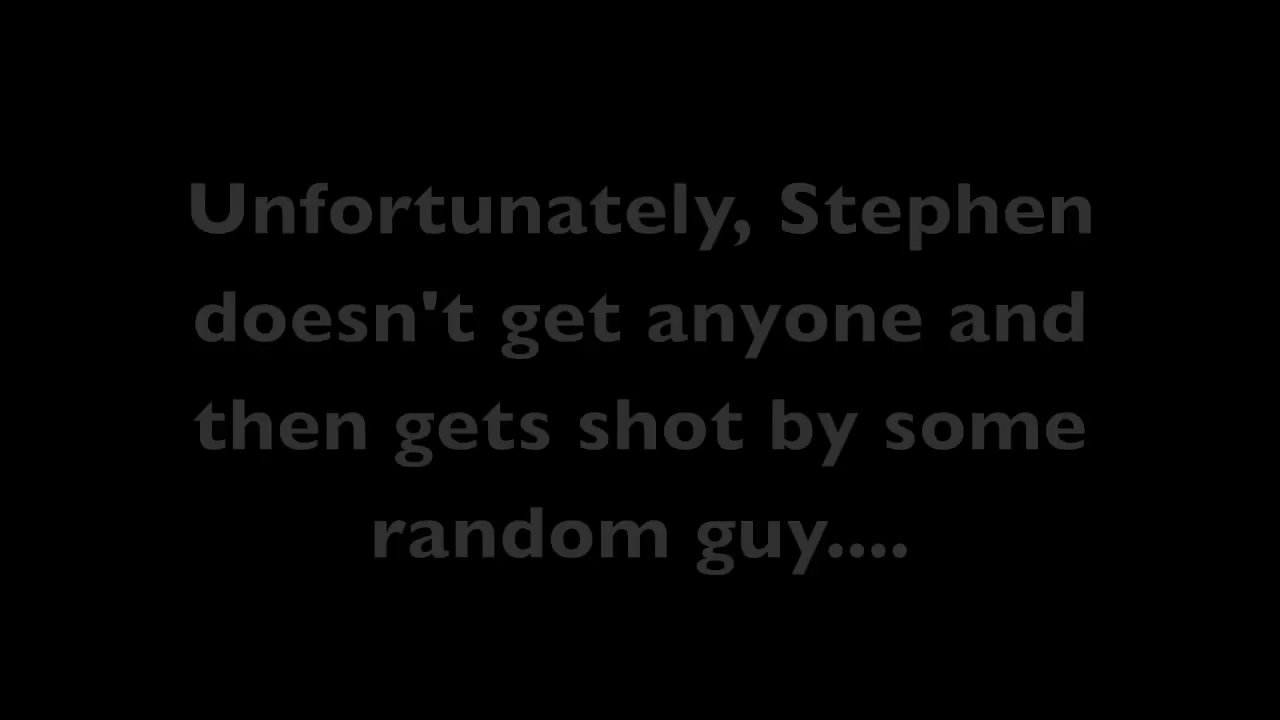 Unfortunately, Stephen
doesn't get anyone and
then gets shot by some
random guy....